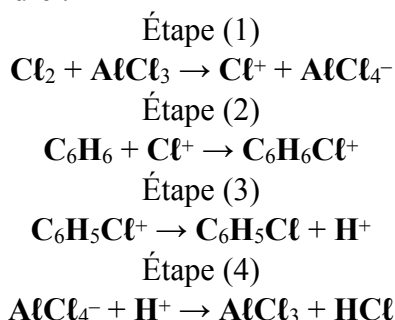 Étape (1)
Cℓ₂ + AℓCℓ₃ → Cℓ⁺ + AℓCℓ₄⁻
Étape (2)
C₆H₆ + Cℓ⁺ → C₆H₆Cℓ⁺
Étape (3)
C₆H₅Cℓ⁺ → C₆H₅Cℓ + H⁺
Étape (4)
AℓCℓ₄⁻ + H⁺ → AℓCℓ₃ + HCℓ